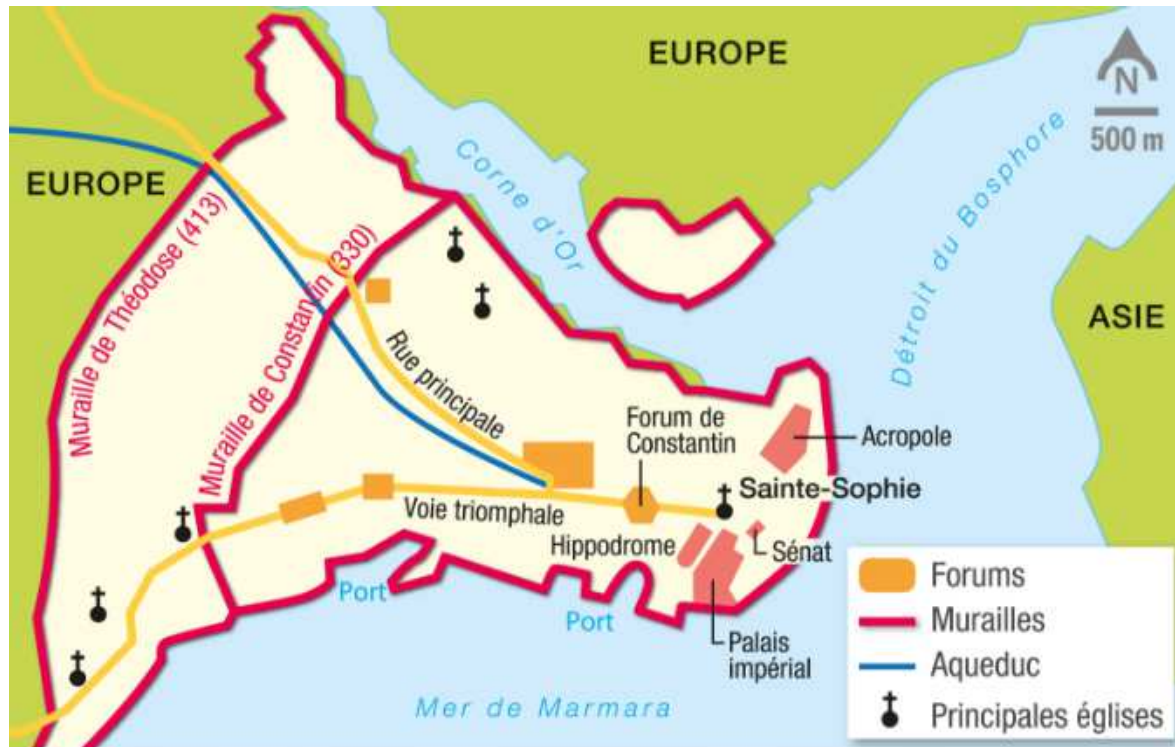 EUROPE
N
500 m
Corne d'Or
Détroit du Bosphore
EUROPE
ASIE
Muraille de Théodose (413)
Muraille de Constantin (330)
Rue principale
Forum de
Constantin
Acropole
Sainte-Sophie
Voie triomphale
Hippodrome
Sénat
Port
Port
Palais
impérial
Mer de Marmara
Forums
Murailles
Aqueduc
Principales églises